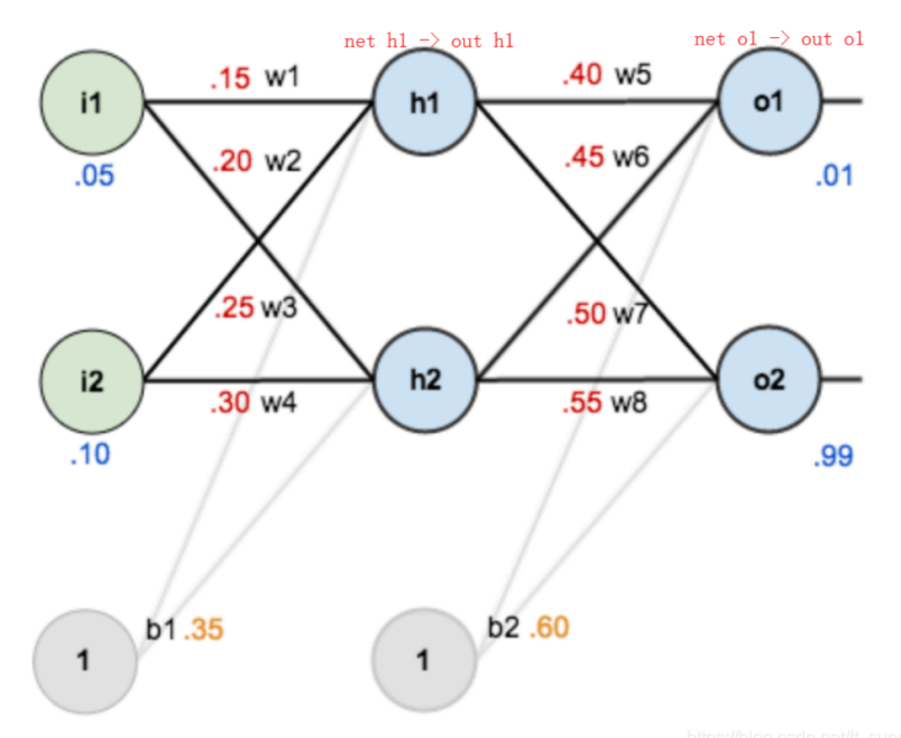 net h1 -> out h1
net o1 -> out o1
.15 w1
.40 w5
i1
h1
o1
.20 w2
.45 w6
.05
.01
.25 w3
.50 w7
i2
h2
o2
.30 w4
.55 w8
.10
.99
b1 .35
b2 .60
1
1